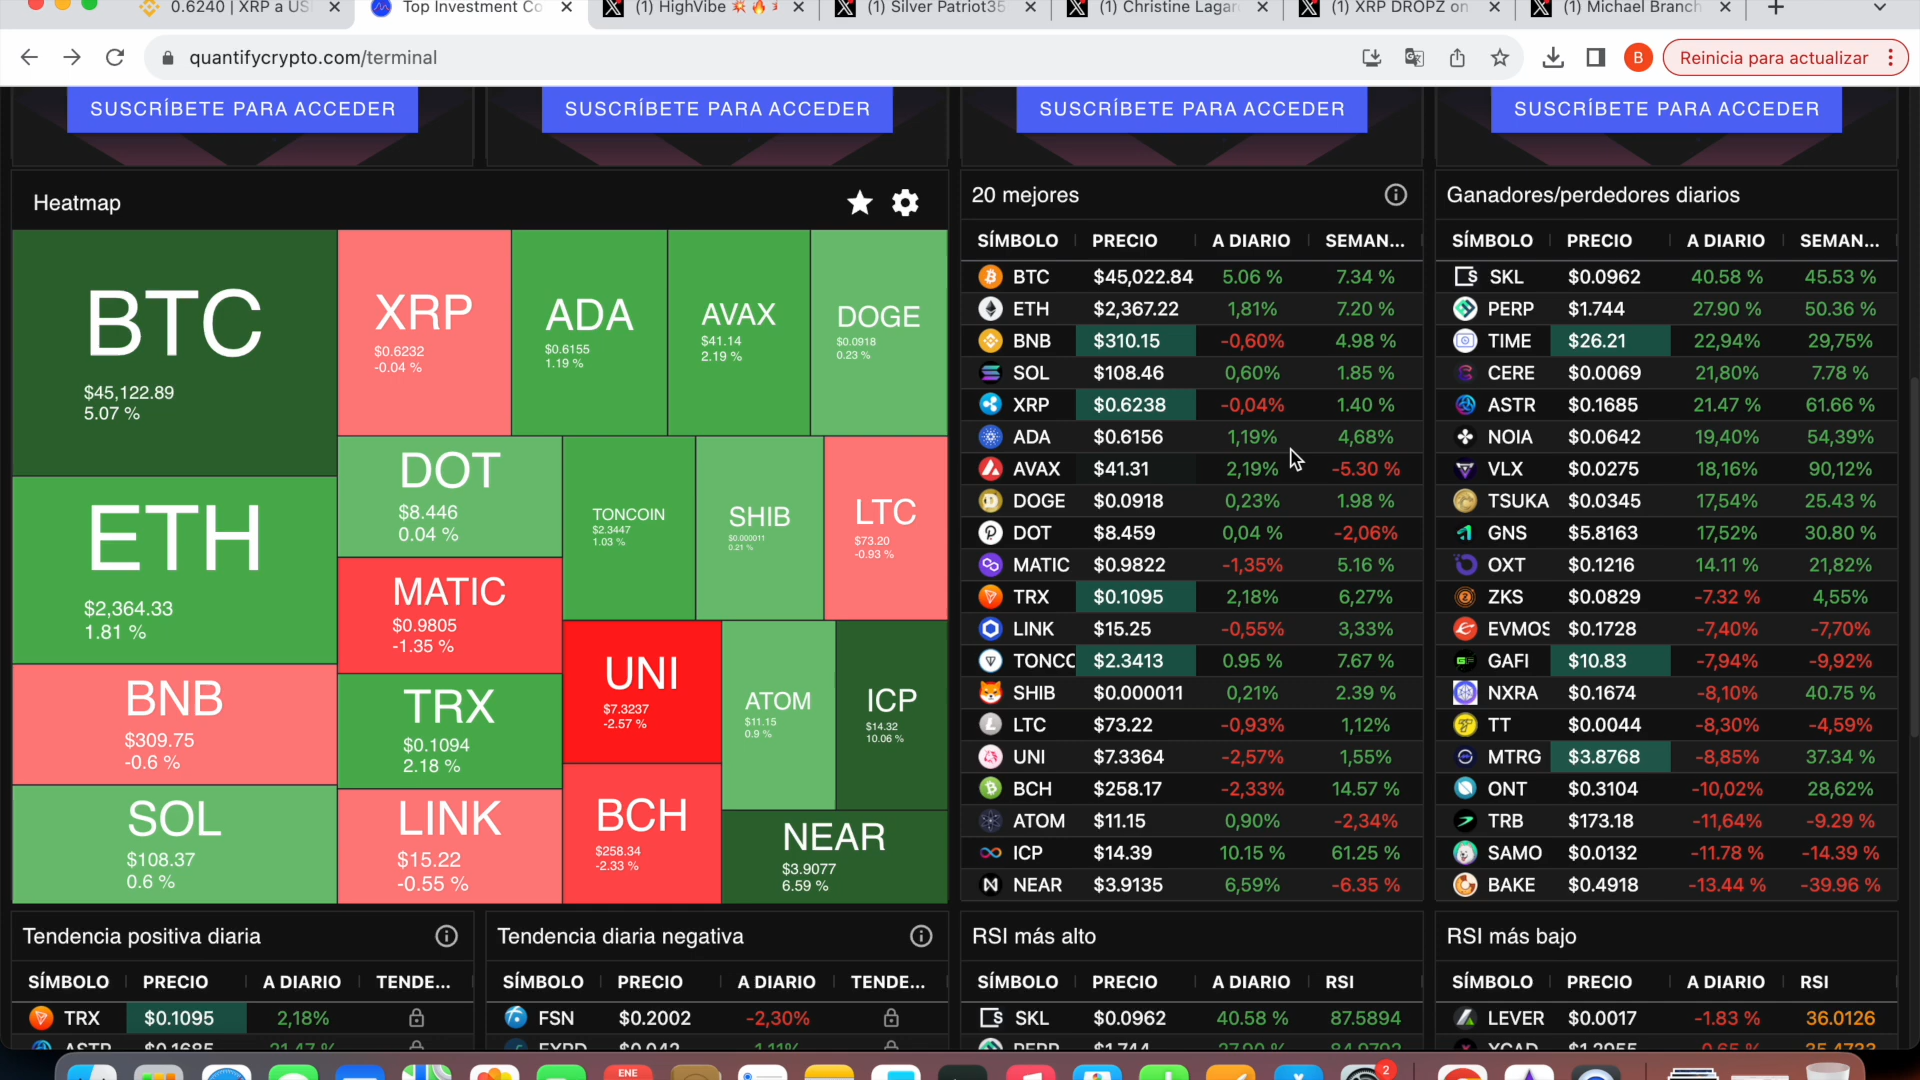 0.6240 | XRP a US
Top Investment Co
(1) HighVibe
(1) Silver Patriot35
(1) Christine Lagar
(1) XRP DROPZ on
(1) Michael Branch
quantifycrypto.com/terminal
B
Reinicia para actualizar
SUSCRÍBETE PARA ACCEDER
SUSCRÍBETE PARA ACCEDER
SUSCRÍBETE PARA ACCEDER
SUSCRÍBETE PARA ACCEDER
Heatmap
BTC
$45,122.89
5.07 %
ETH
$2,364.33
1.81 %
BNB
$309.75
-0.6 %
SOL
$108.37
0.6 %
XRP
$0.6232
-0.04 %
ADA
$0.6155
1.19 %
AVAX
$41.14
2.19 %
DOGE
$0.0918
0.23 %
DOT
$8.446
0.04 %
MATIC
$0.9805
-1.35 %
TRX
$0.1094
2.18 %
LINK
$15.22
-0.55 %
TONCOIN
$2.3447
1.03 %
SHIB
$0.000011
0.21 %
LTC
$73.20
-0.93 %
UNI
$7.3237
-2.57 %
BCH
$258.34
-2.33 %
ATOM
$11.15
0.9 %
ICP
$14.32
10.06 %
NEAR
$3.9077
6.59 %
20 mejores
SÍMBOLO PRECIO A DIARIO SEMAN...
BTC $45,022.84 5.06 % 7.34 %
ETH $2,367.22 1,81% 7.20 %
BNB $310.15 -0,60% 4.98 %
SOL $108.46 0,60% 1.85 %
XRP $0.6238 -0,04% 1.40 %
ADA $0.6156 1,19% 4,68%
AVAX $41.31 2,19% -5.30 %
DOGE $0.0918 0,23% 1.98 %
DOT $8.459 0,04 % -2,06%
MATIC $0.9822 -1,35% 5.16 %
TRX $0.1095 2,18% 6,27%
LINK $15.25 -0,55% 3,33%
TONCC $2.3413 0.95 % 7.67 %
SHIB $0.000011 0,21% 2.39 %
LTC $73.22 -0,93% 1,12%
UNI $7.3364 -2,57% 1,55%
BCH $258.17 -2,33% 14.57 %
ATOM $11.15 0,90% -2,34%
ICP $14.39 10.15 % 61.25 %
NEAR $3.9135 6,59% -6.35 %
Ganadores/perdedores diarios
SÍMBOLO PRECIO A DIARIO SEMAN...
SKL $0.0962 40.58 % 45.53 %
PERP $1.744 27.90 % 50.36 %
TIME $26.21 22,94% 29,75%
CERE $0.0069 21,80% 7.78 %
ASTR $0.1685 21.47 % 61.66 %
NOIA $0.0642 19,40% 54,39%
VLX $0.0275 18,16% 90,12%
TSUKA $0.0345 17,54% 25.43 %
GNS $5.8163 17,52% 30.80 %
OXT $0.1216 14.11 % 21,82%
ZKS $0.0829 -7.32 % 4,55%
EVMOS $0.1728 -7,40% -7,70%
GAFI $10.83 -7,94% -9,92%
NXRA $0.1674 -8,10% 40.75 %
TT $0.0044 -8,30% -4,59%
MTRG $3.8768 -8,85% 37.34 %
ONT $0.3104 -10,02% 28,62%
TRB $173.18 -11,64% -9.29 %
SAMO $0.0132 -11.78 % -14.39 %
BAKE $0.4918 -13.44 % -39.96 %
Tendencia positiva diaria
SÍMBOLO PRECIO A DIARIO TENDE...
TRX $0.1095 2,18%
ASTR $0.1685 21.47 %
Tendencia diaria negativa
SÍMBOLO PRECIO A DIARIO TENDE...
FSN $0.2002 -2,30%
RSI más alto
SÍMBOLO PRECIO A DIARIO RSI
SKL $0.0962 40.58 % 87.5894
PERP $1.744 27.90 %
RSI más bajo
SÍMBOLO PRECIO A DIARIO RSI
LEVER $0.0017 -1.83 % 36.0126
ENE
2